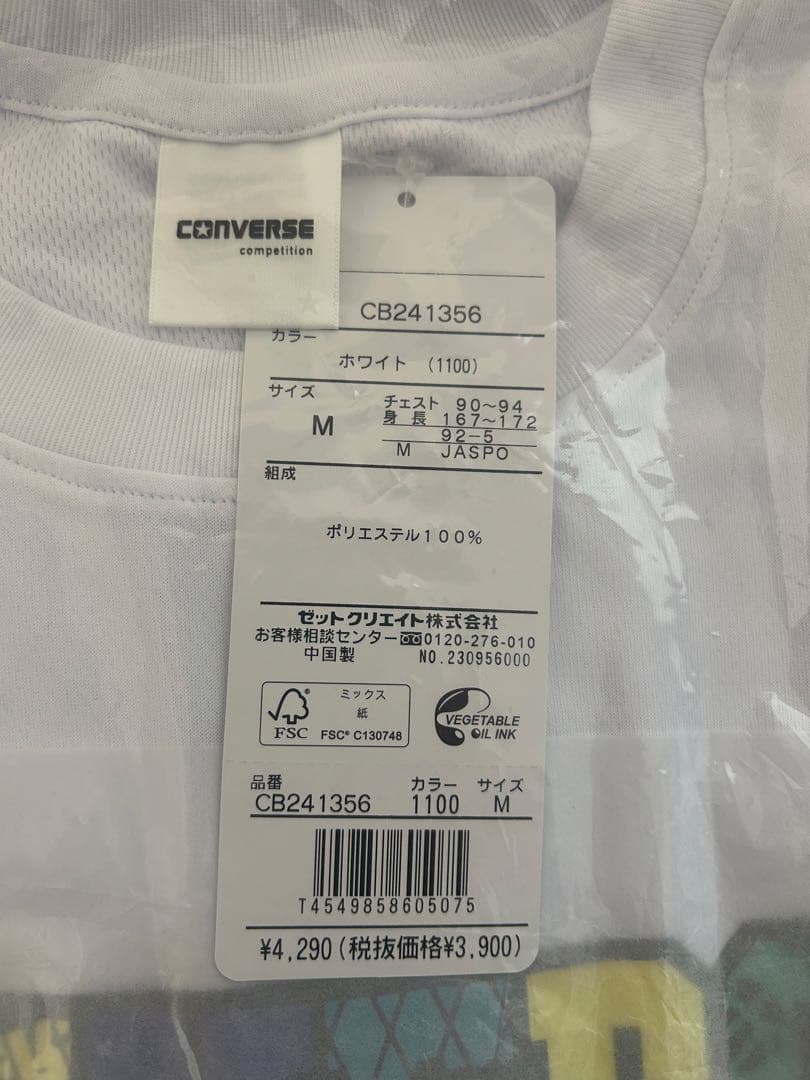 CONVERSE
competition
CB241356
カラー
ホワイト (1100)
サイズ
M
チェスト 90～94
身長 167～172
92-5
M JASPO
組成
ポリエステル100%
ゼットクリエイト株式会社
お客様相談センター 0120-276-010
中国製 NO.230956000
FSC
ミックス
紙
FSC® C130748
VEGETABLE
OIL INK
品番 カラー サイズ
CB241356 1100 M
T4549858605075
¥4,290(税抜価格¥3,900)